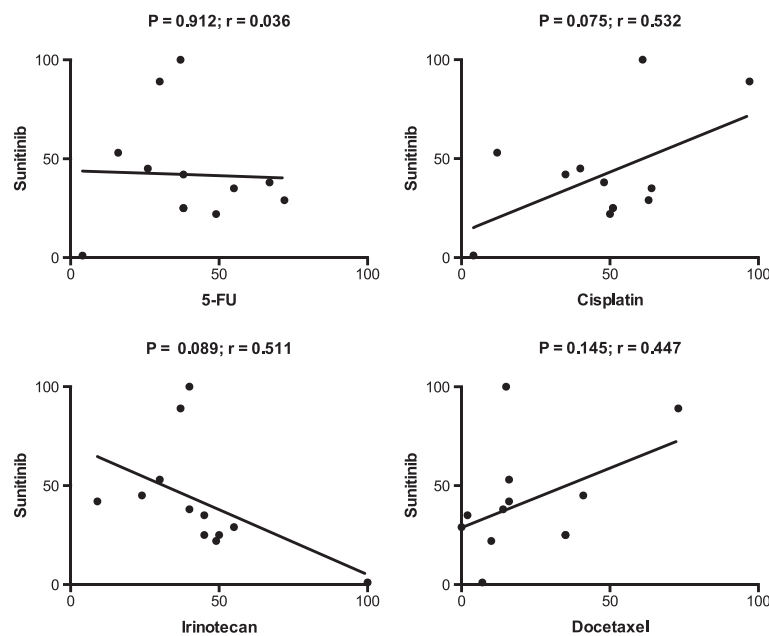 P = 0.912; r = 0.036
100
50
0
Sunitinib
0 50 100
5-FU
P = 0.075; r = 0.532
100
50
0
Sunitinib
0 50 100
Cisplatin
P = 0.089; r = 0.511
100
50
0
Sunitinib
0 50 100
Irinotecan
P = 0.145; r = 0.447
100
50
0
Sunitinib
0 50 100
Docetaxel